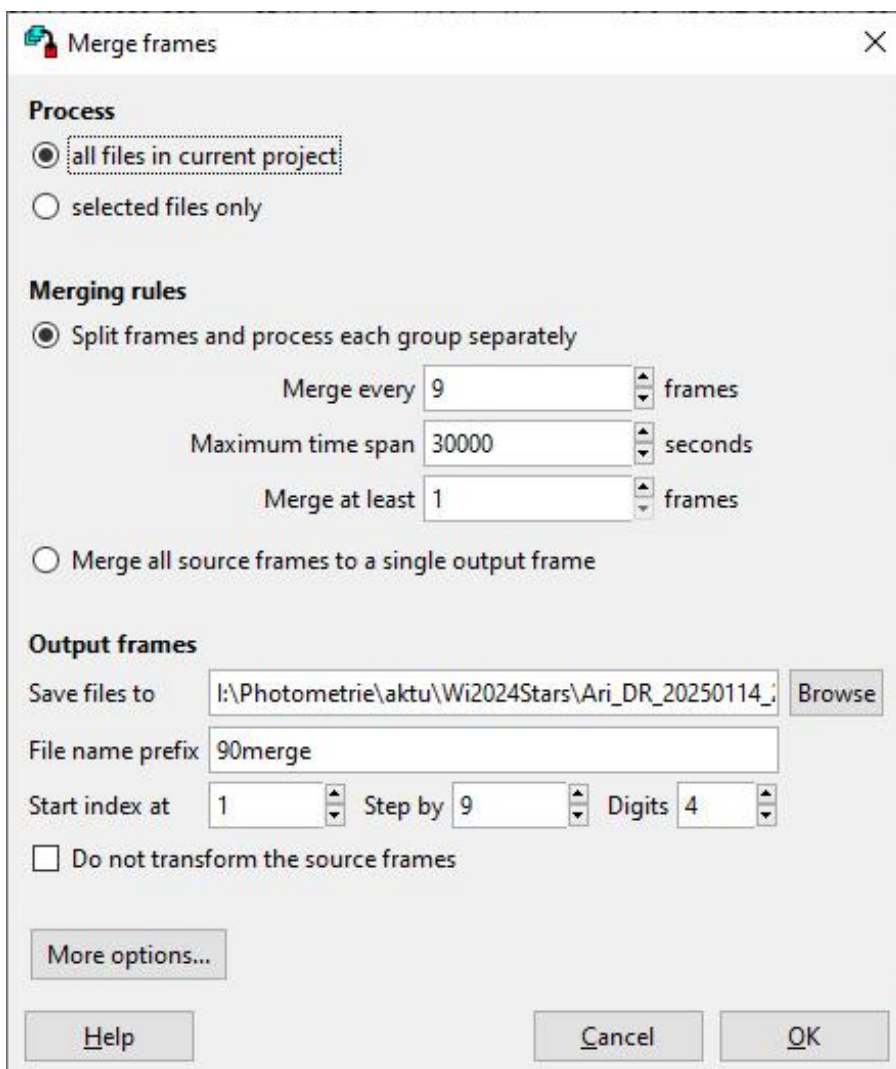 Merge frames
Process
all files in current project
selected files only
Merging rules
Split frames and process each group separately
Merge every 9 frames
Maximum time span 30000 seconds
Merge at least 1 frames
Merge all source frames to a single output frame
Output frames
Save files to I:\Photometrie\aktu\Wi2024Stars\Ari_DR_20250114_ Browse
File name prefix 90merge
Start index at 1 Step by 9 Digits 4
Do not transform the source frames
More options...
Help Cancel OK